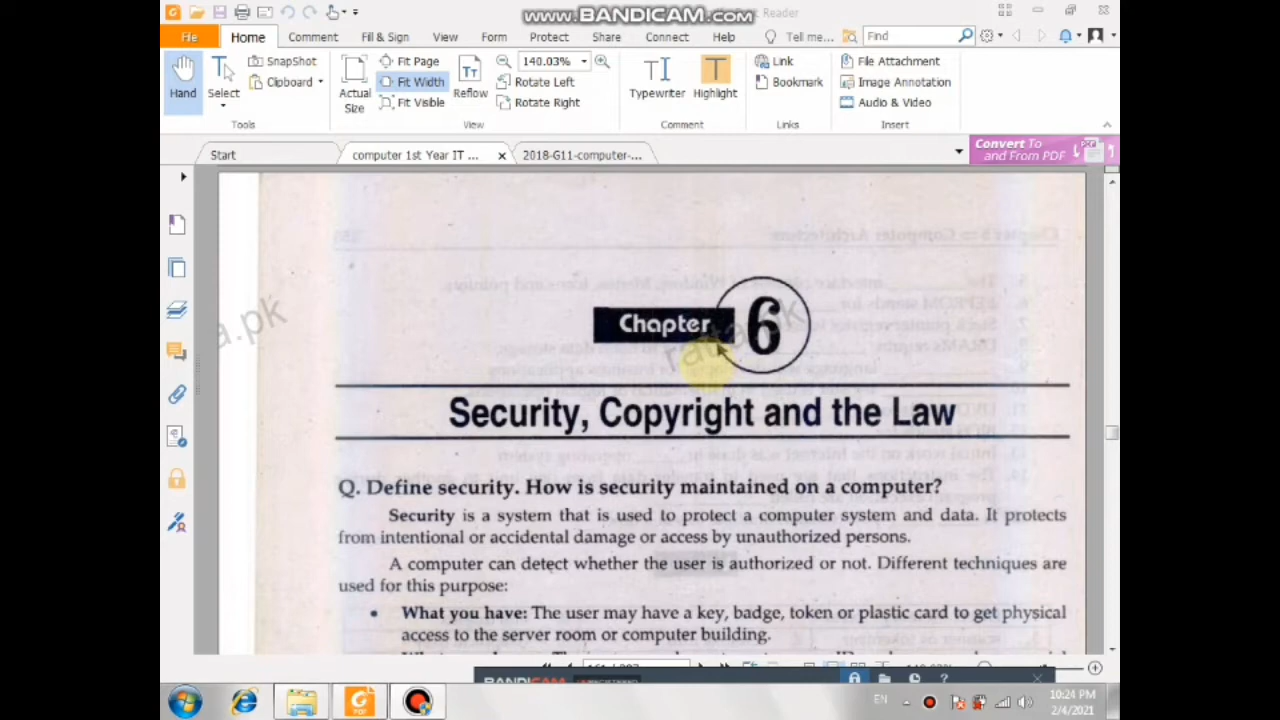 www.BANDICAM.com
Reader
File
Home
Comment
Fill & Sign
View
Form
Protect
Share
Connect
Help
Tell me...
Find
Hand
Select
SnapShot
Clipboard
Actual
Size
Fit Page
Fit Width
Fit Visible
Reflow
140.03%
Rotate Left
Rotate Right
Typewriter
Highlight
Link
Bookmark
File Attachment
Image Annotation
Audio & Video
Tools
View
Comment
Links
Insert
Start
computer 1st Year IT ...
2018-G11-computer-...
Convert To
and From PDF
Chapter 6
Security, Copyright and the Law
Q. Define security. How is security maintained on a computer?
Security is a system that is used to protect a computer system and data. It protects
from intentional or accidental damage or access by unauthorized persons.
A computer can detect whether the user is authorized or not. Different techniques are
used for this purpose:
• What you have: The user may have a key, badge, token or plastic card to get physical
access to the server room or computer building.
BANDICAM
EN
10:24 PM
2/4/2021